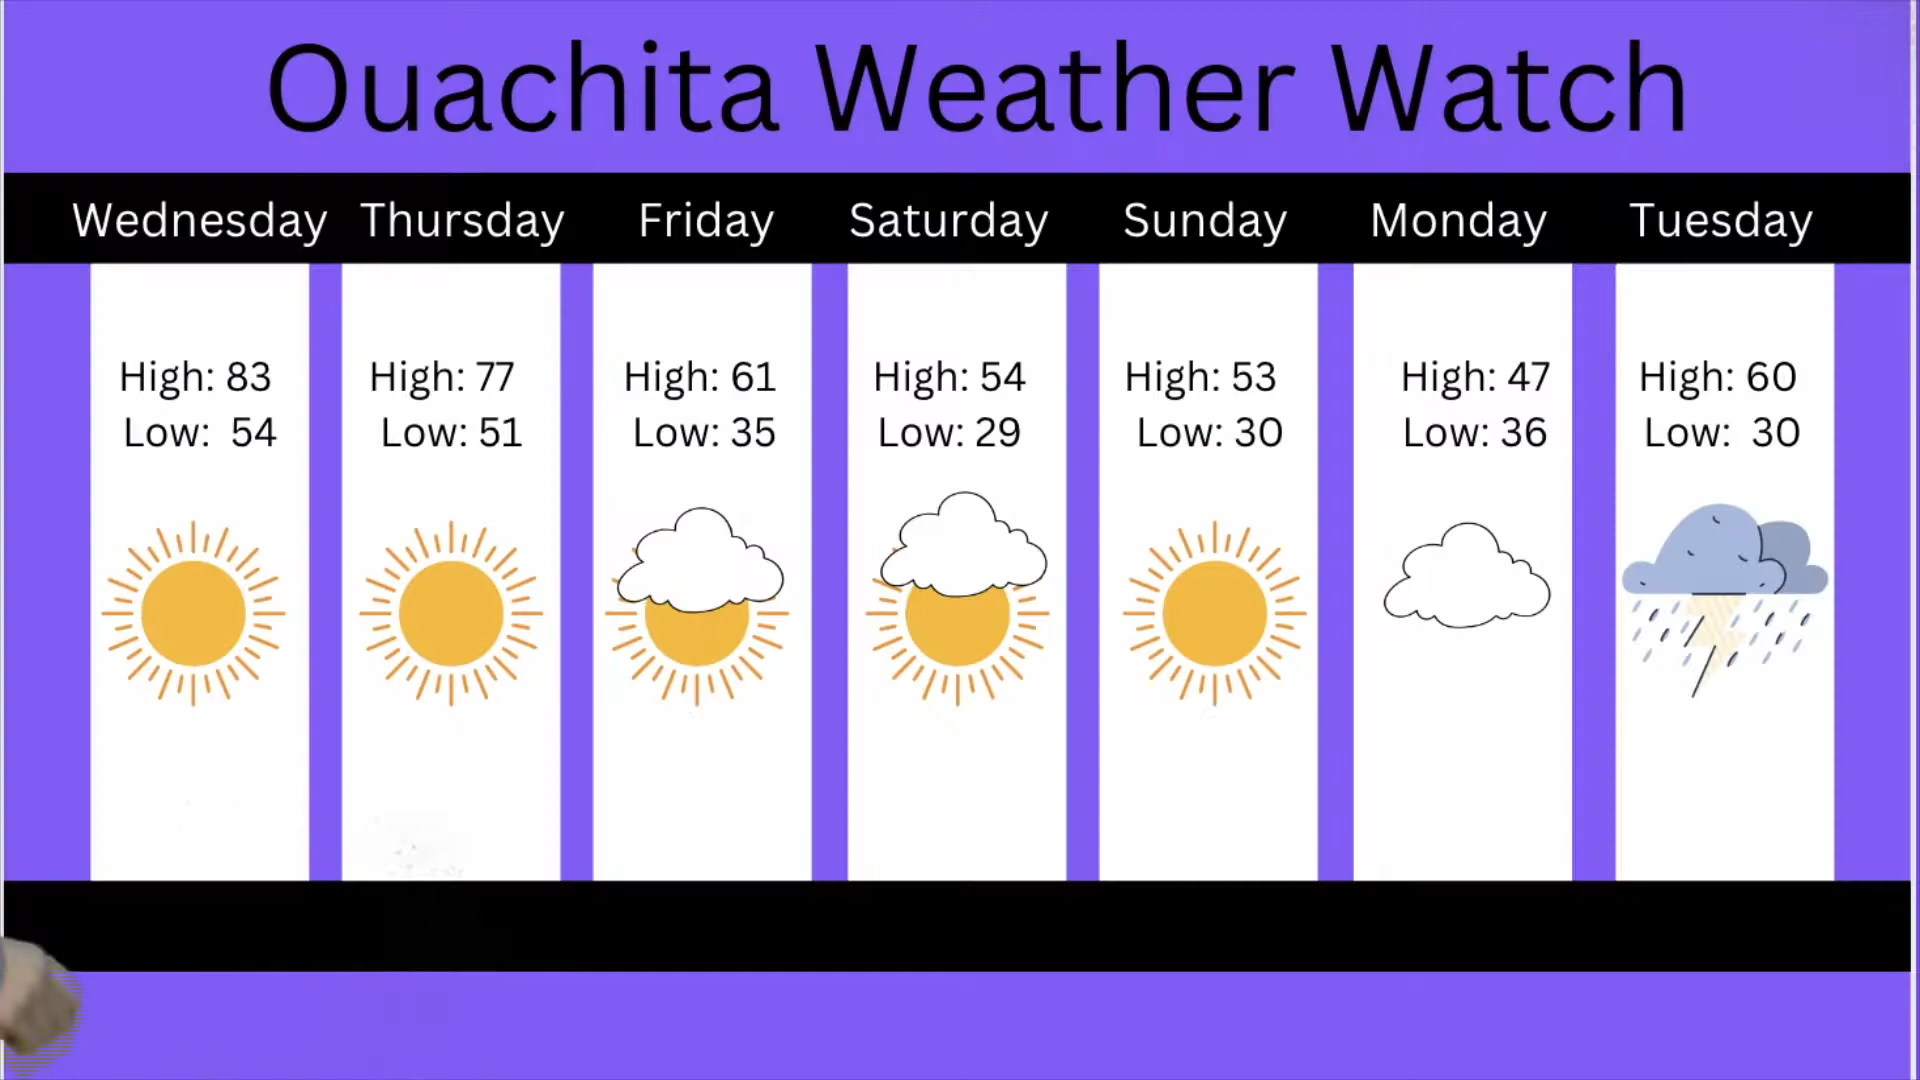 Ouachita Weather Watch
Wednesday Thursday Friday Saturday Sunday Monday Tuesday
High: 83
Low: 54
High: 77
Low: 51
High: 61
Low: 35
High: 54
Low: 29
High: 53
Low: 30
High: 47
Low: 36
High: 60
Low: 30